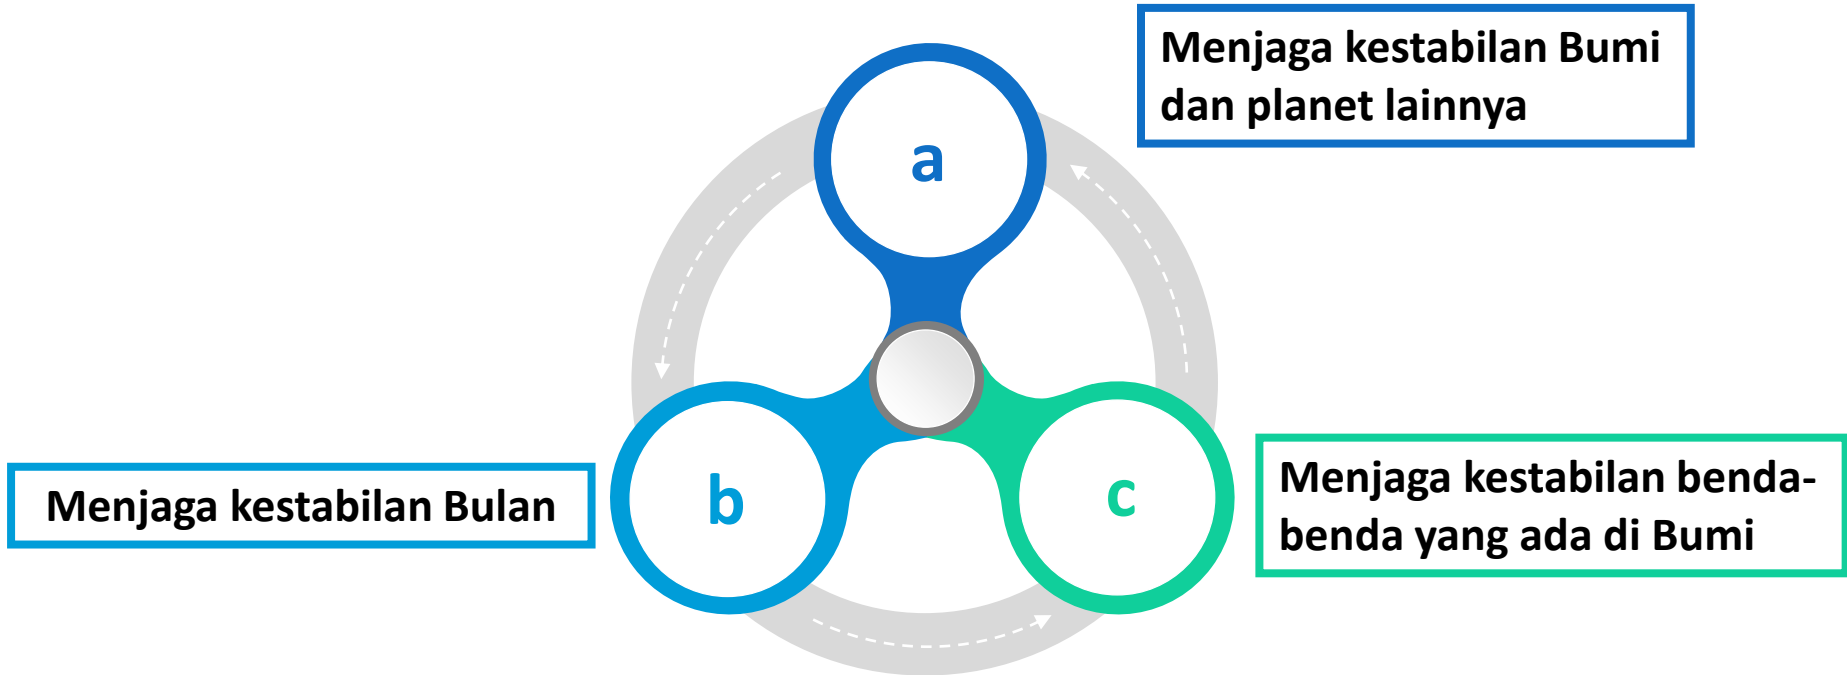 a
Menjaga kestabilan Bumi
dan planet lainnya
b
Menjaga kestabilan Bulan
c
Menjaga kestabilan benda-
benda yang ada di Bumi